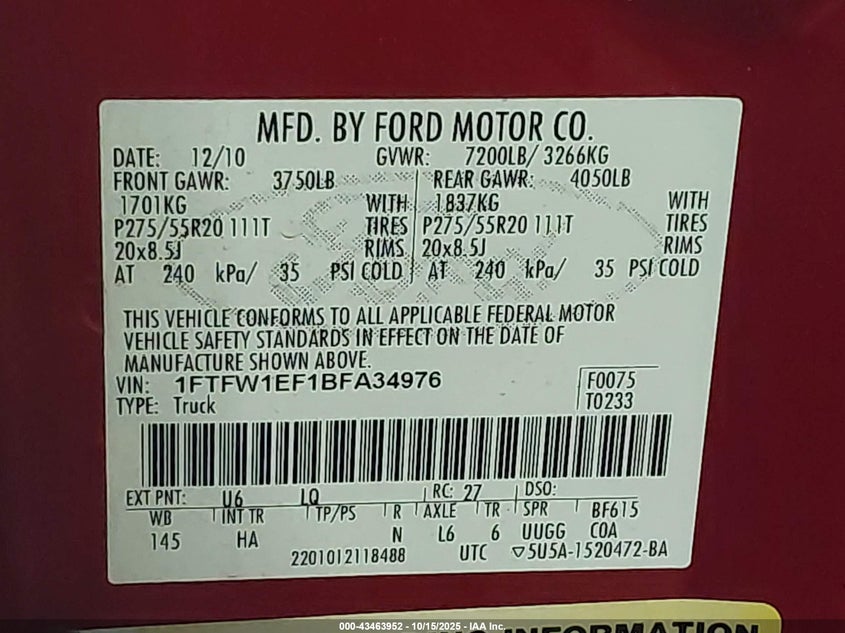 MFD. BY FORD MOTOR CO.
DATE: 12/10 GVWR: 7200LB/ 3266KG
FRONT GAWR: 3750LB REAR GAWR: 4050LB
1701KG WITH 1837KG WITH
P275/55R20 111T TIRES P275/55R20 111T TIRES
20x8.5J RIMS 20x8.5J RIMS
AT 240 kPa/ 35 PSI COLD AT 240 kPa/ 35 PSI COLD
THIS VEHICLE CONFORMS TO ALL APPLICABLE FEDERAL MOTOR
VEHICLE SAFETY STANDARDS IN EFFECT ON THE DATE OF
MANUFACTURE SHOWN ABOVE.
VIN: 1FTFW1EF1BFA34976 F0075
TYPE: Truck T0233
EXT PNT: U6 LQ RC: 27 DSO:
WB INT TR TP/PS R AXLE TR SPR BF615
145 HA N L6 6 UUGG COA
2201012118488 UTC ▽5U5A-1520472-BA
INFORMATION
000-43463952 - 10/15/2025 - IAA Inc.